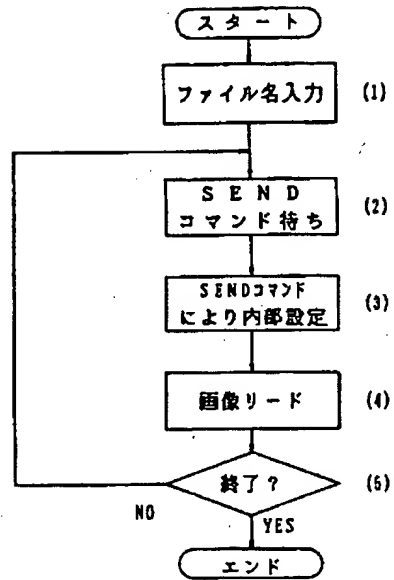 スタート
ファイル名入力 (1)
SEND
コマンド待ち (2)
SENDコマンド
により内部設定 (3)
画像リード (4)
終了? (5)
NO
YES
エンド